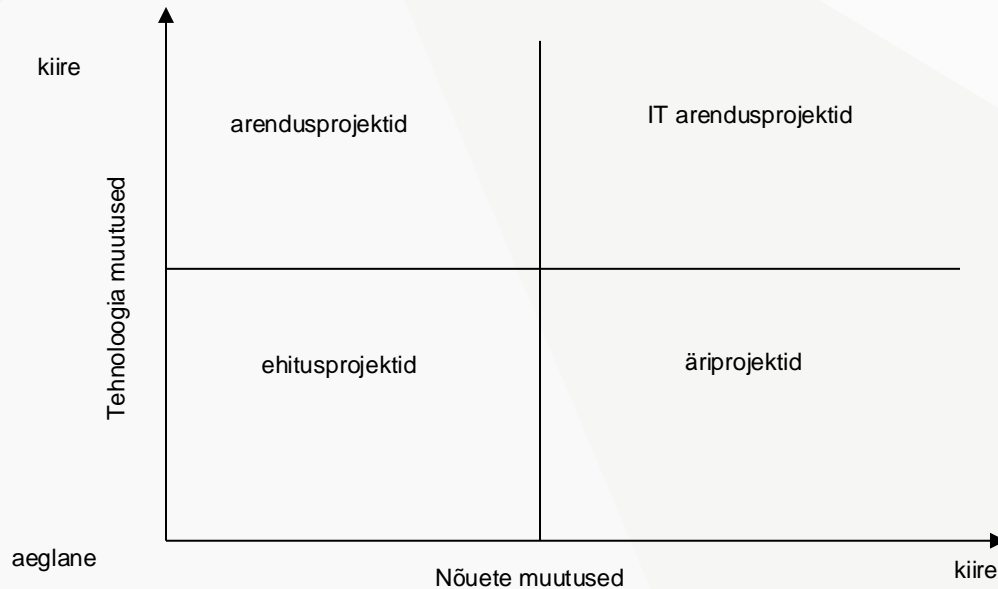 kiire
arendusprojektid
IT arendusprojektid
Tehnoloogia muutused
ehitusprojektid
äriprojektid
aeglane
Nõuete muutused
kiire